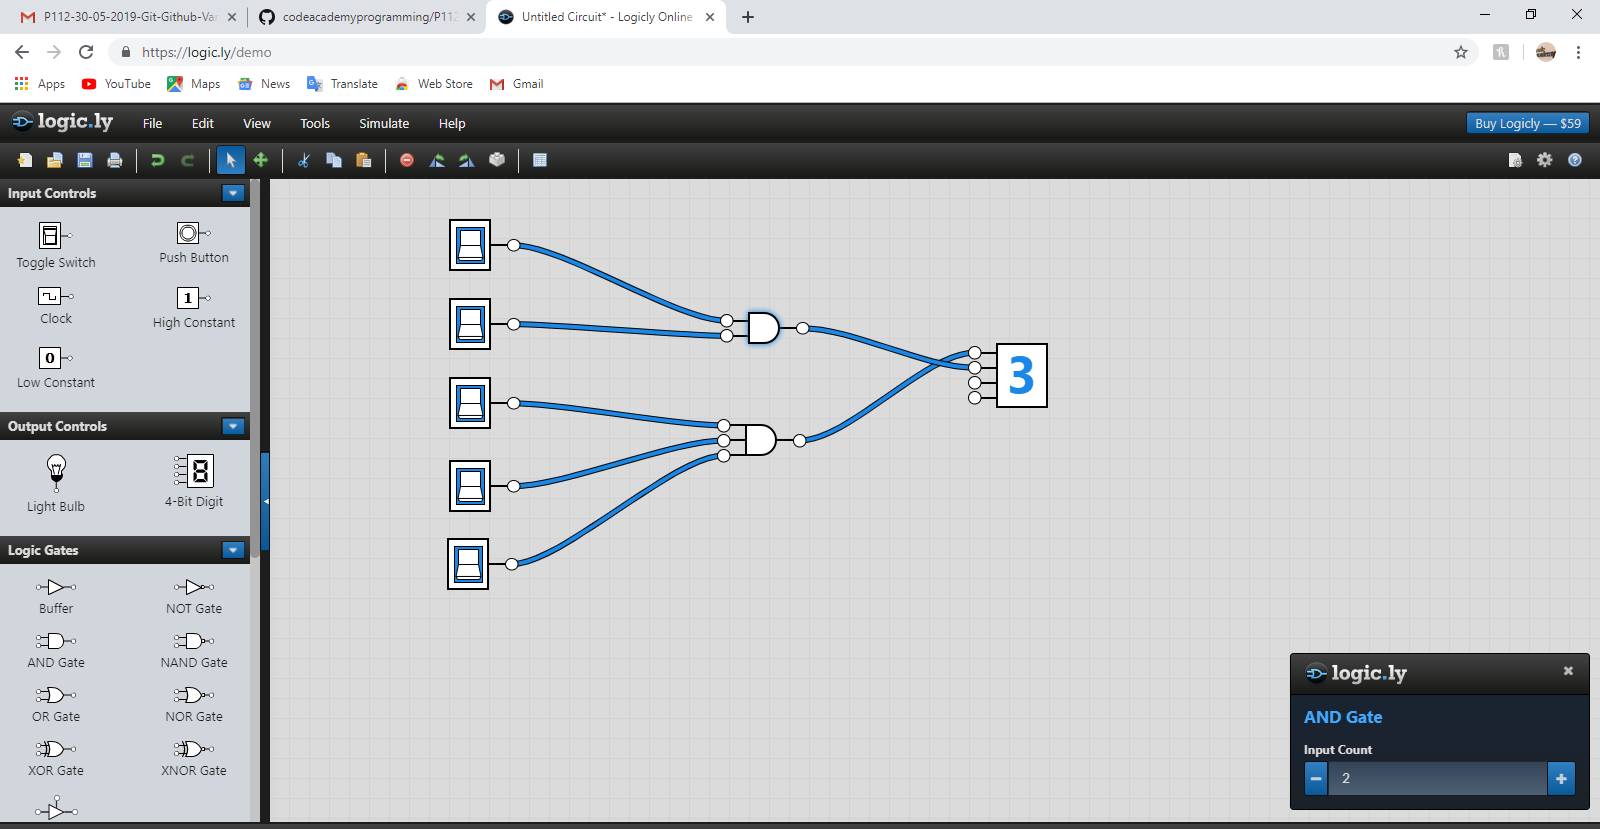 P112-30-05-2019-Git-Github-Va
codeacademyprogramming/P112
Untitled Circuit* - Logicly Online
https://logic.ly/demo
Apps YouTube Maps News Translate Web Store Gmail
logic.ly File Edit View Tools Simulate Help Buy Logicly — $59
Input Controls
Toggle Switch Push Button
1
Clock High Constant
0
Low Constant
Output Controls
8
Light Bulb 4-Bit Digit
Logic Gates
Buffer NOT Gate
AND Gate NAND Gate
OR Gate NOR Gate
XOR Gate XNOR Gate
3
logic.ly
AND Gate
Input Count
2